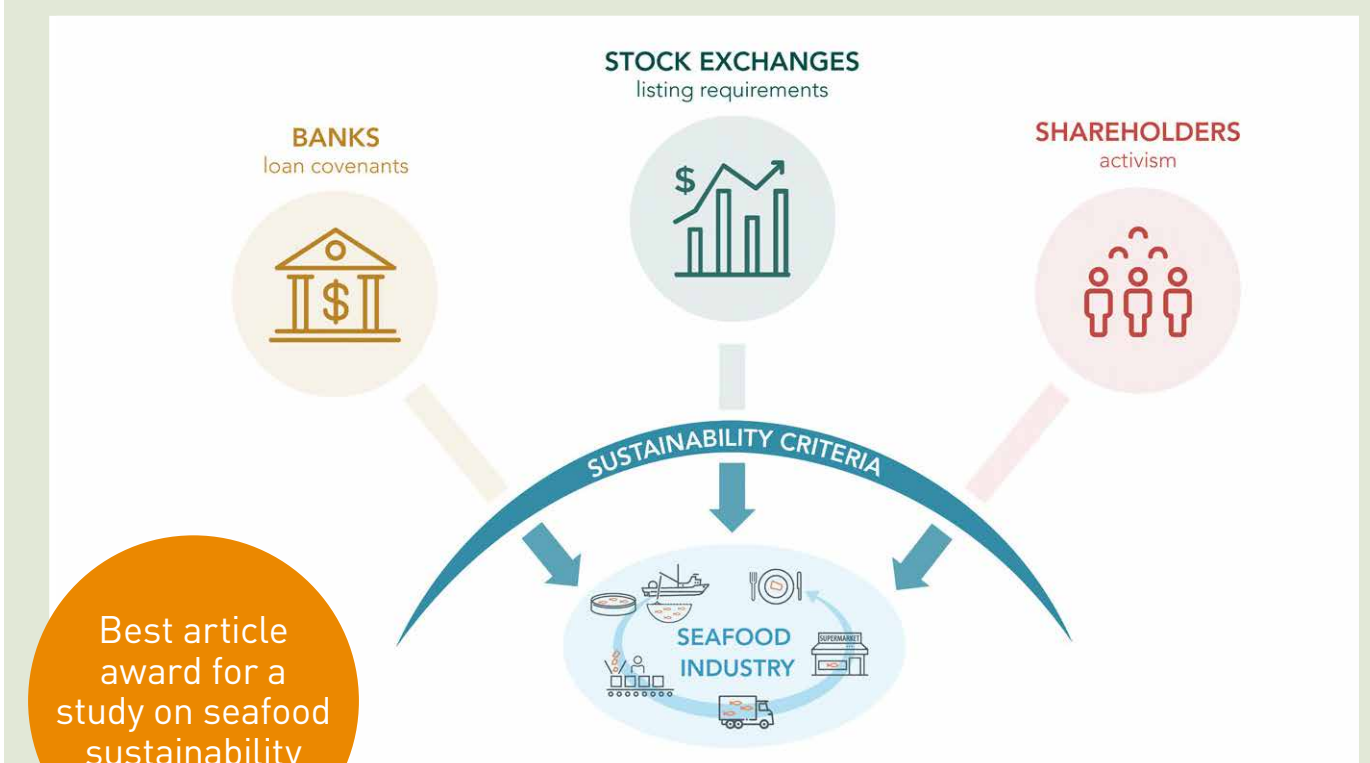 STOCK EXCHANGES
listing requirements
BANKS
loan covenants
SHAREHOLDERS
activism
$
$
SUSTAINABILITY CRITERIA
SEAFOOD
INDUSTRY
SUPERMARKET
Best article
award for a
study on seafood
sustainability